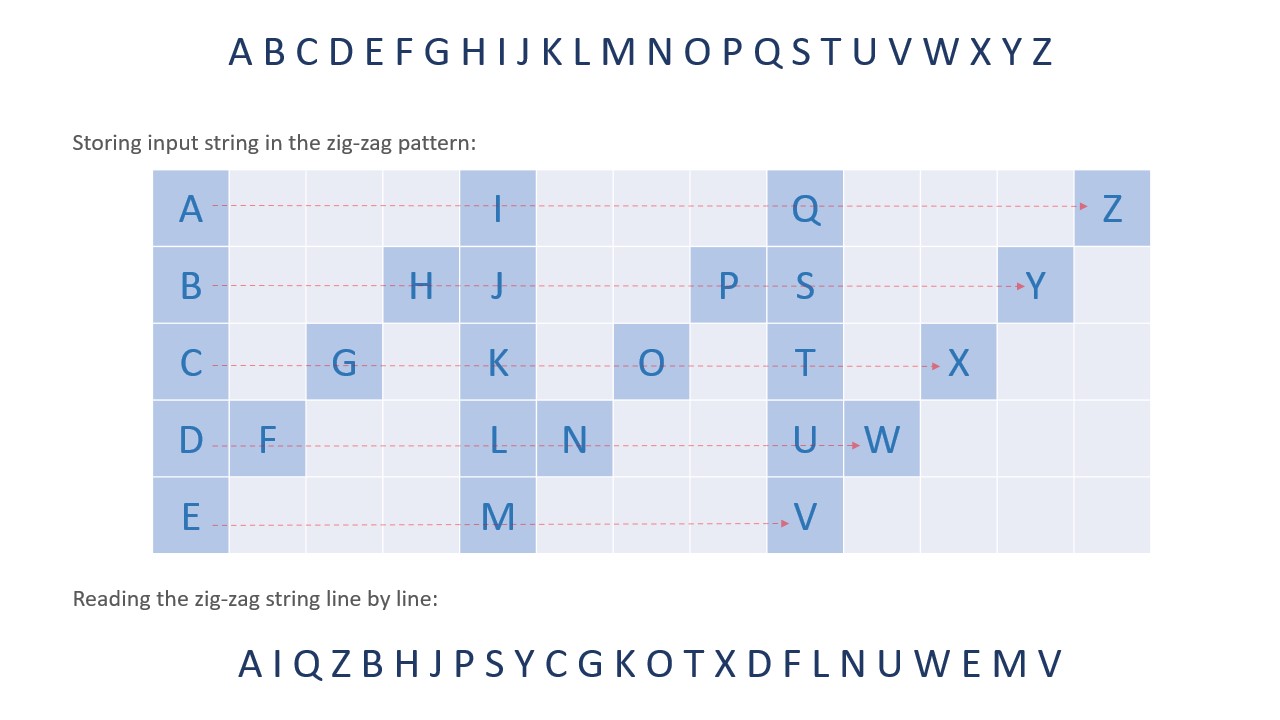 A B C D E F G H I J K L M N O P Q S T U V W X Y Z
Storing input string in the zig-zag pattern:
A I Q Z
B H J P S Y
C G K O T X
D F L N U W
E M V
Reading the zig-zag string line by line:
A I Q Z B H J P S Y C G K O T X D F L N U W E M V